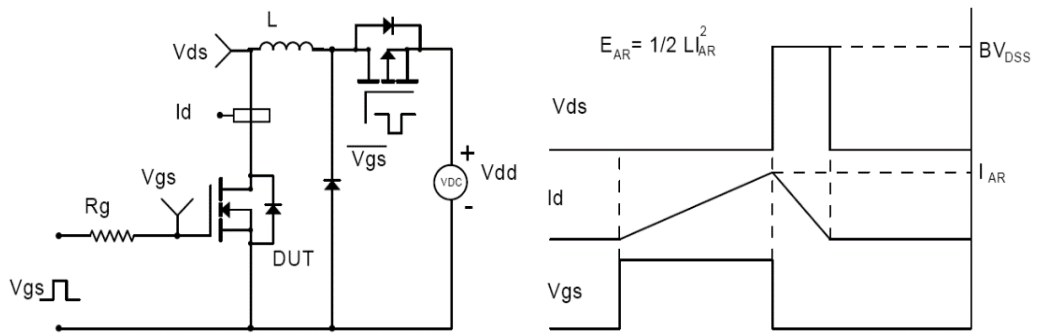 L
Vds
Id
Vgs
Vgs
Rg
DUT
Vgs
VDC
+
-
Vdd
E_AR = 1/2 LI_AR^2
Vds
BV_DSS
Id
I_AR
Vgs